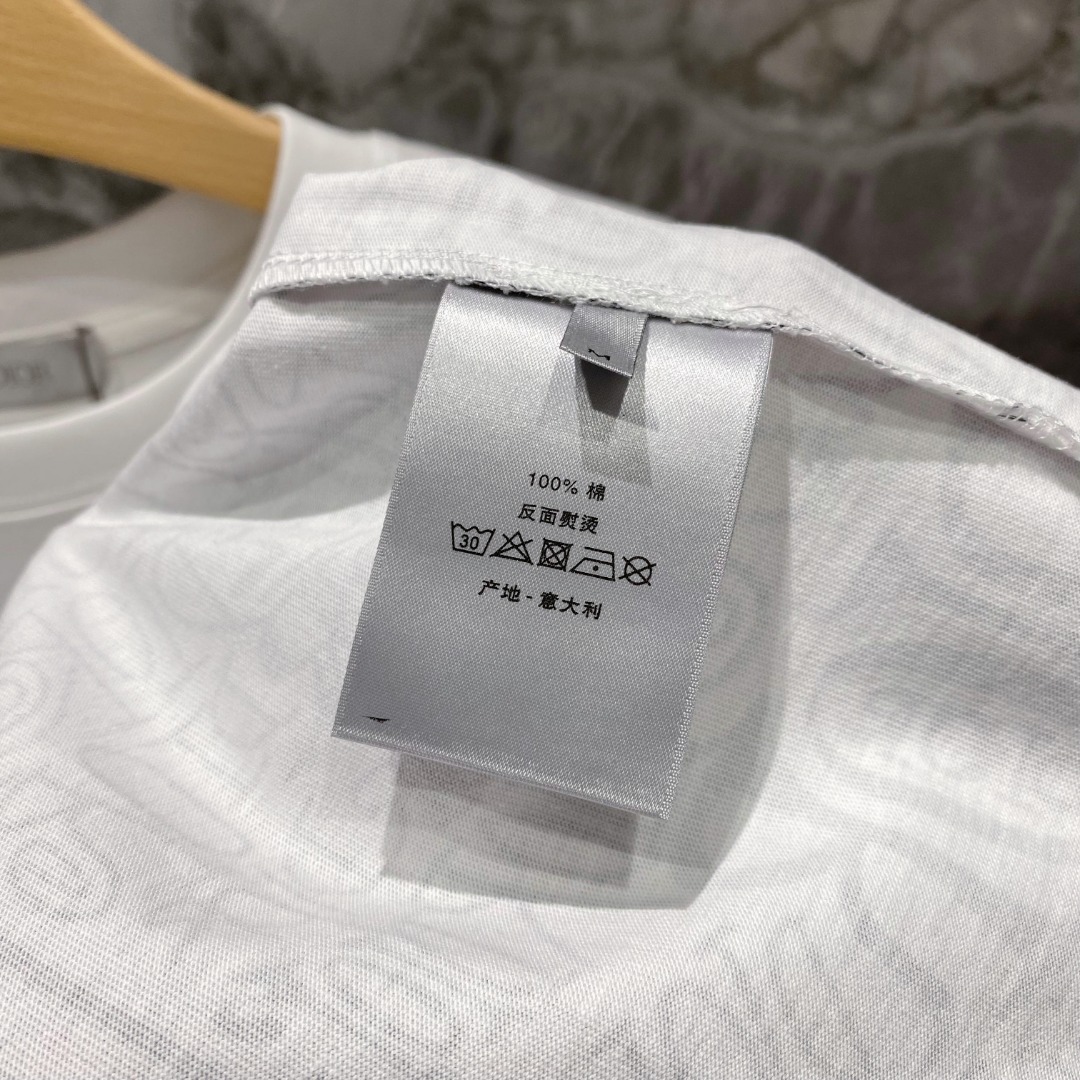 100% 棉
反面熨烫
30
产地 - 意大利